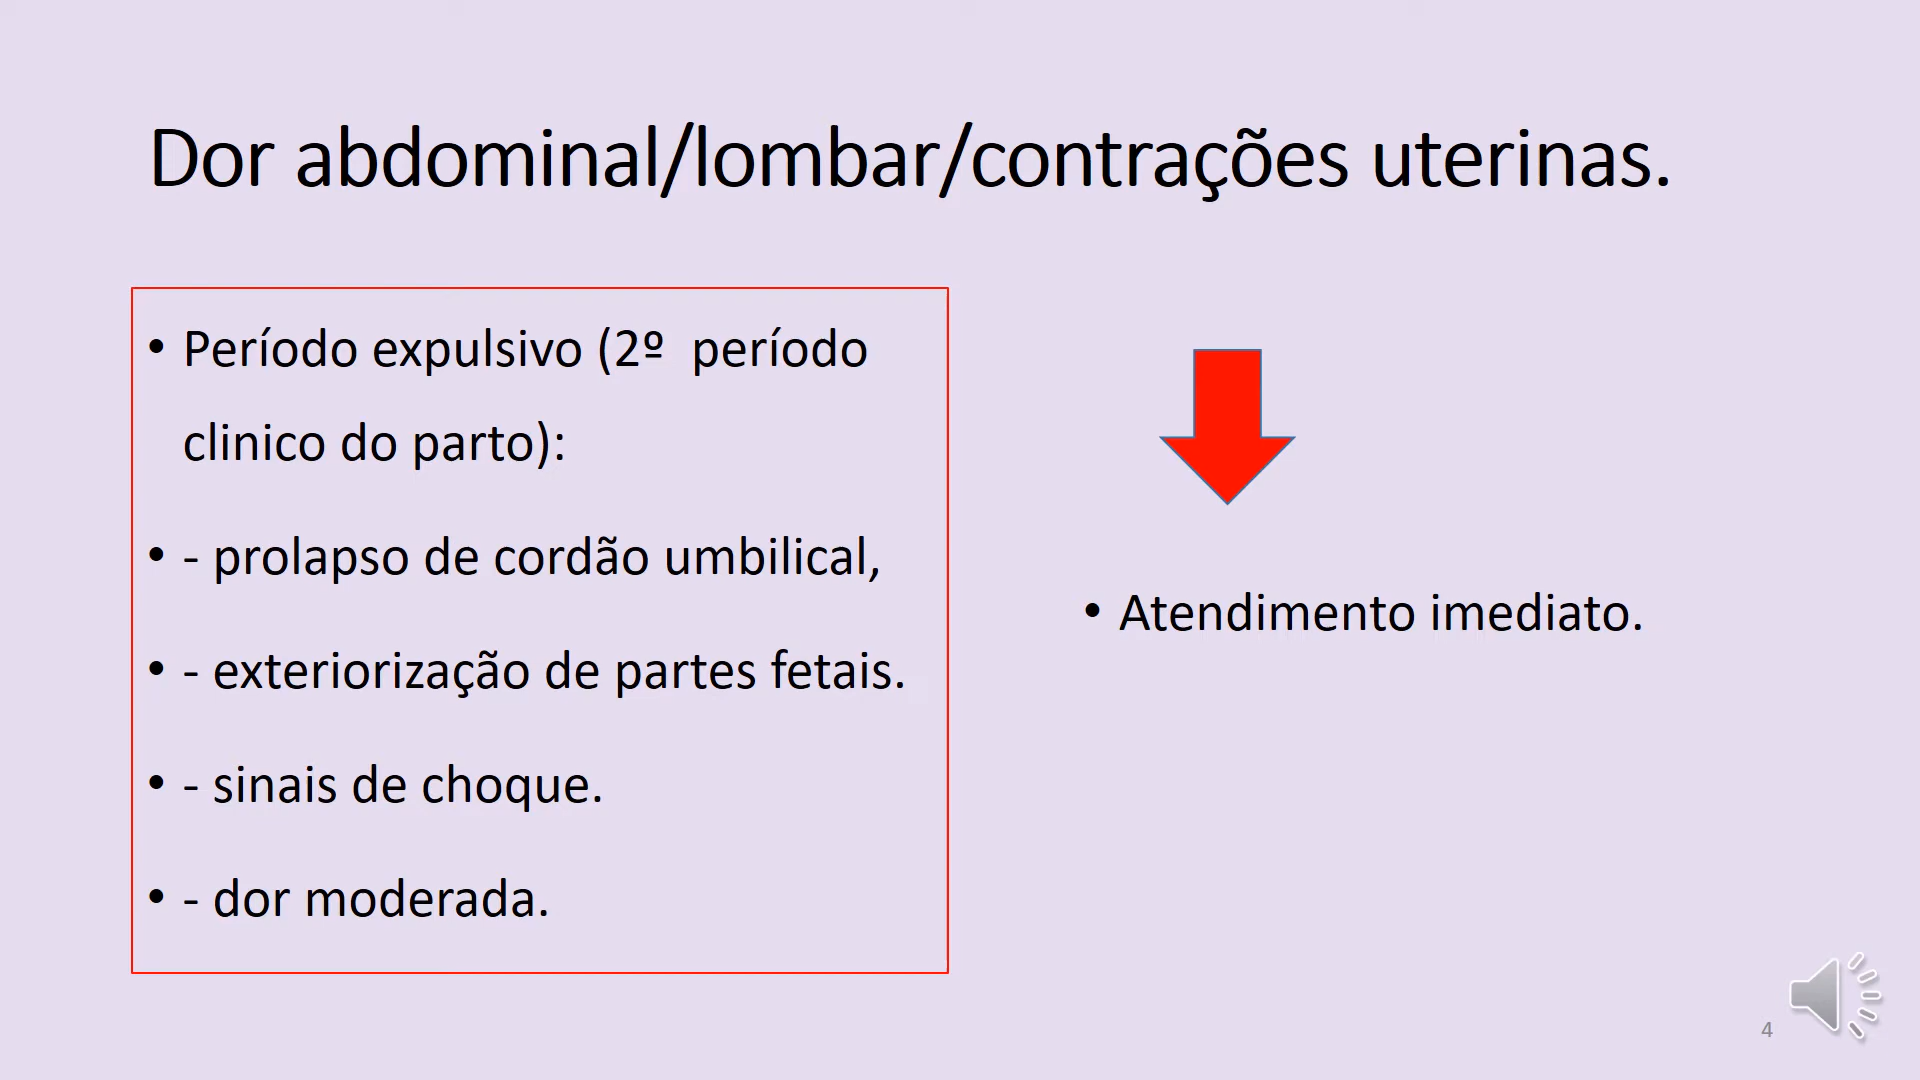 Dor abdominal/lombar/contrações uterinas.
• Período expulsivo (2º  período
clinico do parto):
• - prolapso de cordão umbilical,
• - exteriorização de partes fetais.
• - sinais de choque.
• - dor moderada.
• Atendimento imediato.
4